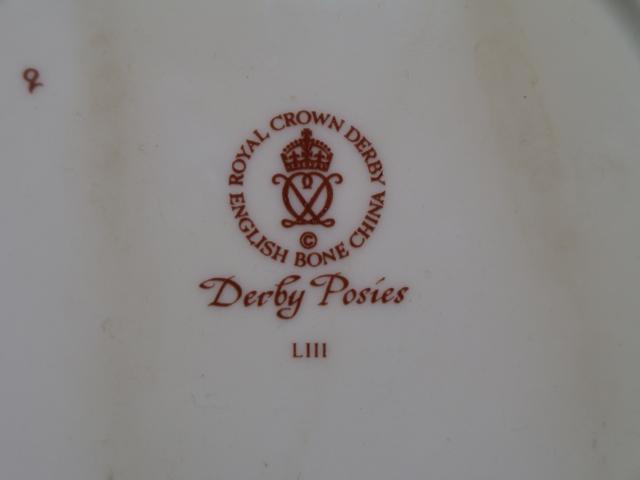 ROYAL CROWN DERBY
ENGLISH BONE CHINA
©
Derby Posies
LIII